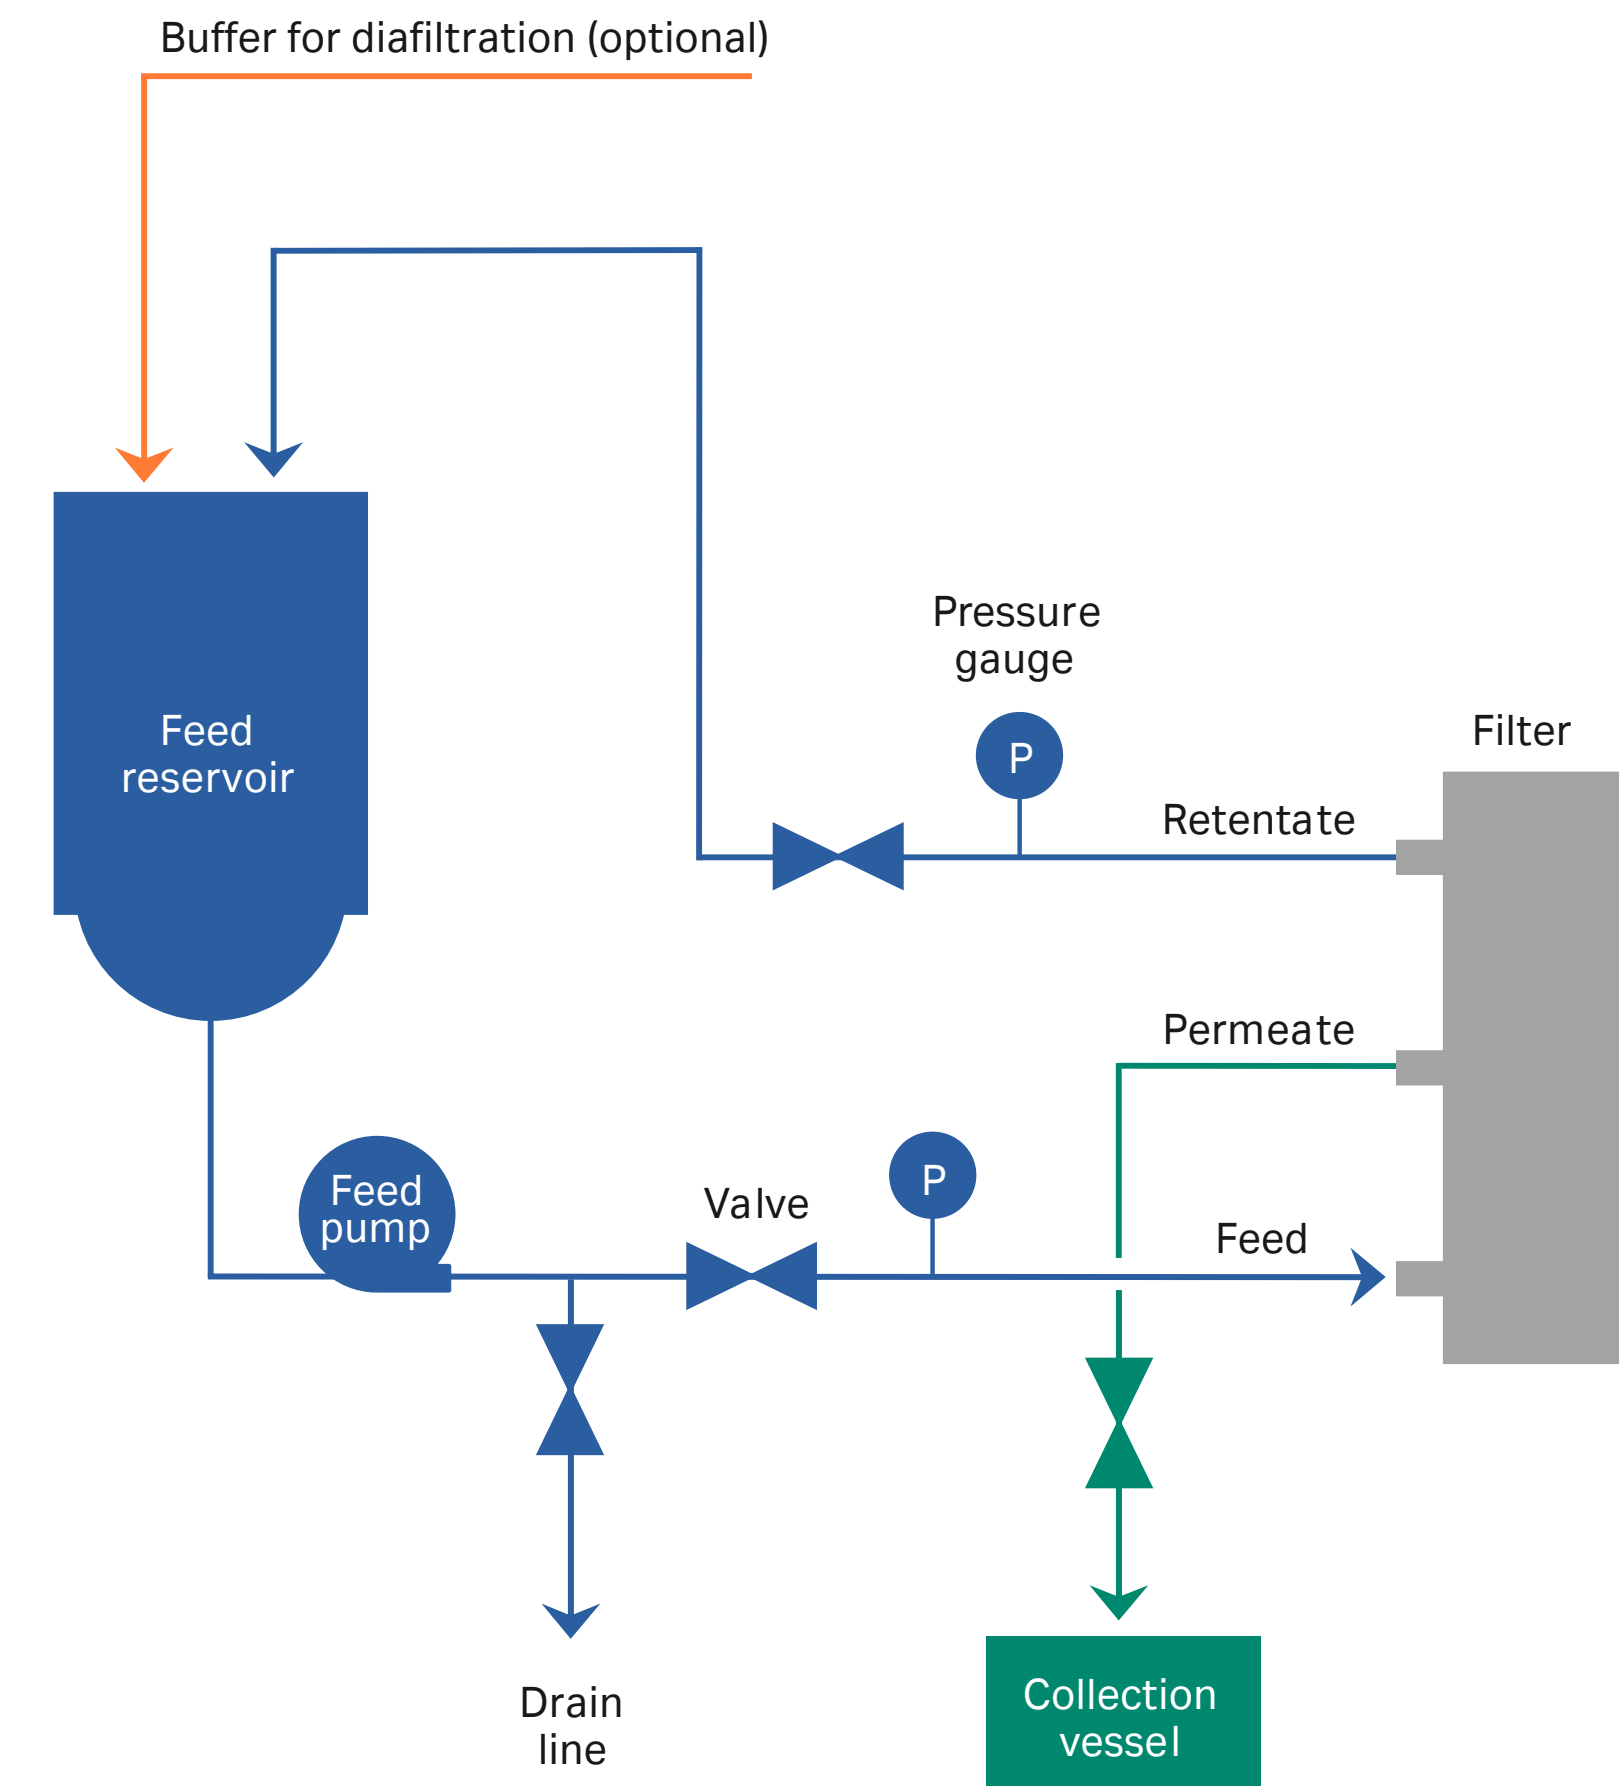 Buffer for diafiltration (optional)
Pressure
gauge
P
Filter
Feed
reservoir
Retentate
Permeate
Feed
pump
Valve
P
Feed
Drain
line
Collection
vessel